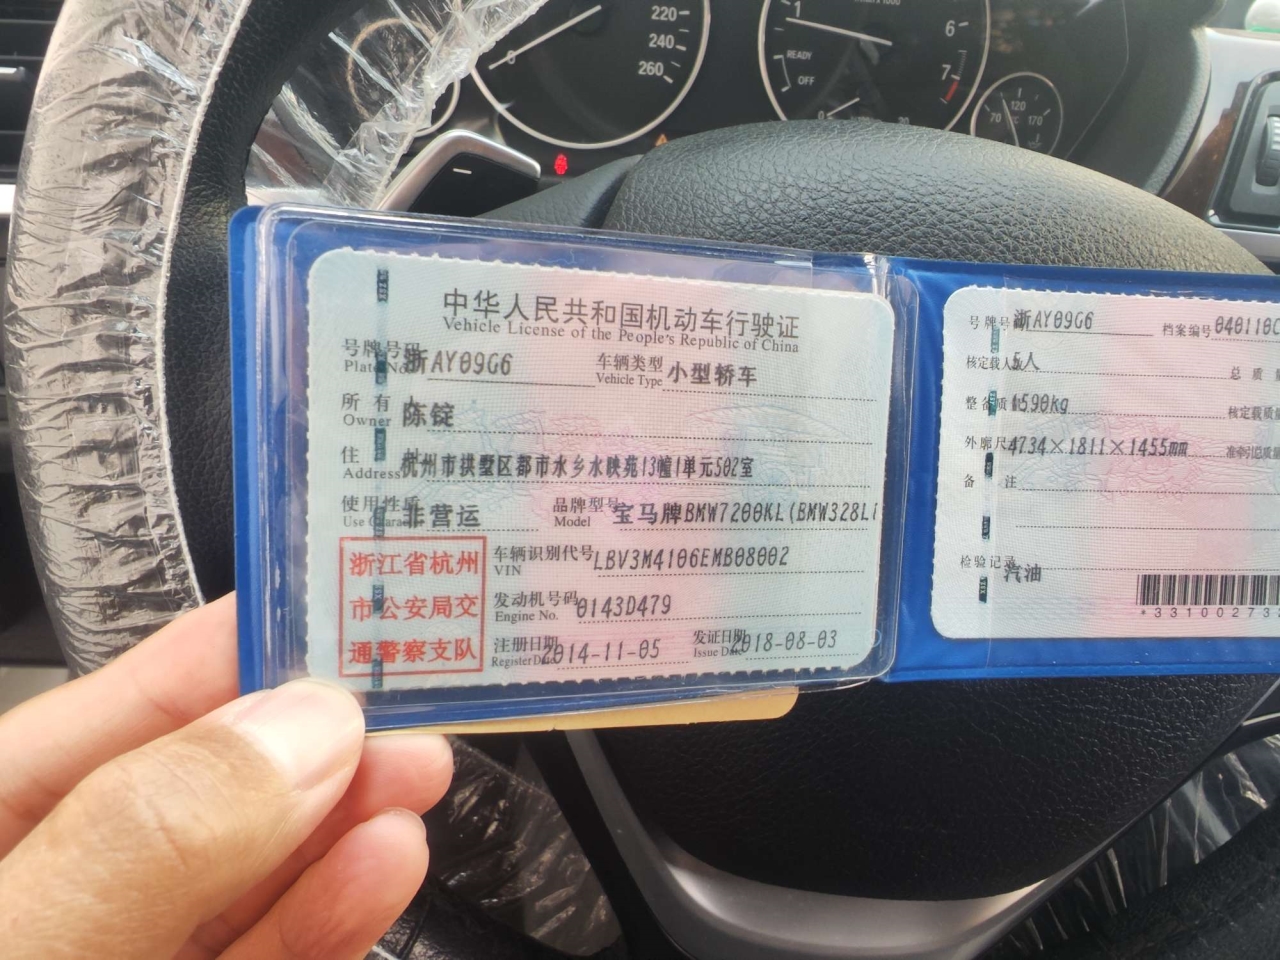 220
240
260
1
6
7
READY
OFF
0
120
70
170
中华人民共和国机动车行驶证
Vehicle License of the People's Republic of China
号牌号码 浙AY09G6 车辆类型 小型轿车
Plate No. Vehicle Type
所有人 陈锭
Owner
住址 杭州市拱墅区都市水乡水映苑13幢1单元502室
Address
使用性质 非营运 品牌型号 宝马牌BMW7200KL(BMW328Li
Use Charac Model
浙江省杭州
市公安局交
通警察支队
车辆识别代号 LBV3M4106EMB08002
VIN
发动机号码 0143D479
Engine No.
注册日期 2014-11-05 发证日期 2018-08-03
Register Date Issue Date
号牌号 浙AY09G6 档案编号 040110
核定载人数 5人 总质
整备质 1590kg 核定载质
外廓尺 4734×1811×1455mm 准牵引总质
备注
检验记录
汽油
*33100273